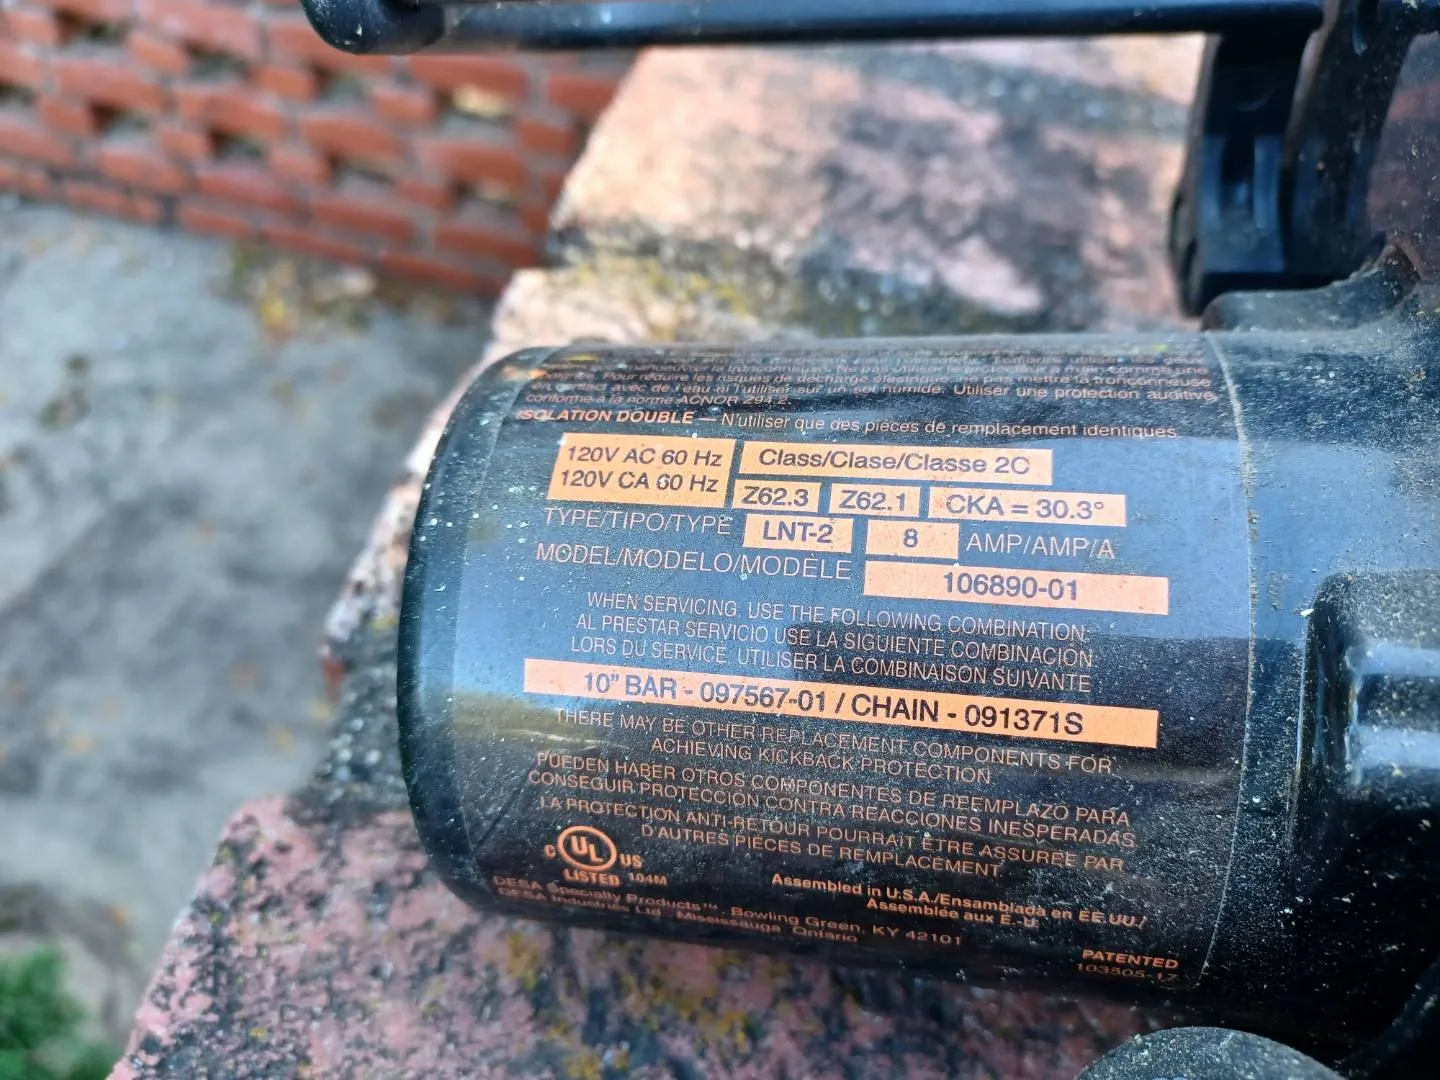 la tronçonneuse. Ne pas utiliser
Pour réduire les risques de décharge électrique ne pas mettre la tronçonneuse
en contact avec de l'eau ni l'utiliser sur un sol humide. Utiliser une protection auditive
conforme à la norme ACNOR Z94.2.
ISOLATION DOUBLE — N'utiliser que des pièces de remplacement identiques.
120V AC 60 Hz Class/Clase/Classe 2C
120V CA 60 Hz Z62.3 Z62.1 CKA = 30.3°
TYPE/TIPO/TYPE LNT-2 8 AMP/AMP/A
MODEL/MODELO/MODÈLE 106890-01
WHEN SERVICING, USE THE FOLLOWING COMBINATION:
AL PRESTAR SERVICIO USE LA SIGUIENTE COMBINACIÓN
LORS DU SERVICE, UTILISER LA COMBINAISON SUIVANTE
10" BAR - 097567-01 / CHAIN - 091371S
THERE MAY BE OTHER REPLACEMENT COMPONENTS FOR
ACHIEVING KICKBACK PROTECTION.
PUEDEN HABER OTROS COMPONENTES DE REEMPLAZO PARA
CONSEGUIR PROTECCION CONTRA REACCIONES INESPERADAS
LA PROTECTION ANTI-RETOUR POURRAIT ÊTRE ASSURÉE PAR
D'AUTRES PIÈCES DE REMPLACEMENT.
C UL US
LISTED 104M
Assembled in U.S.A./Ensamblada en EE.UU./
Assemblée aux E.-U.
DESA Specialty Products™, Bowling Green, KY 42101
DESA Industries Ltd. Mississauga, Ontario
PATENTED
103505-17